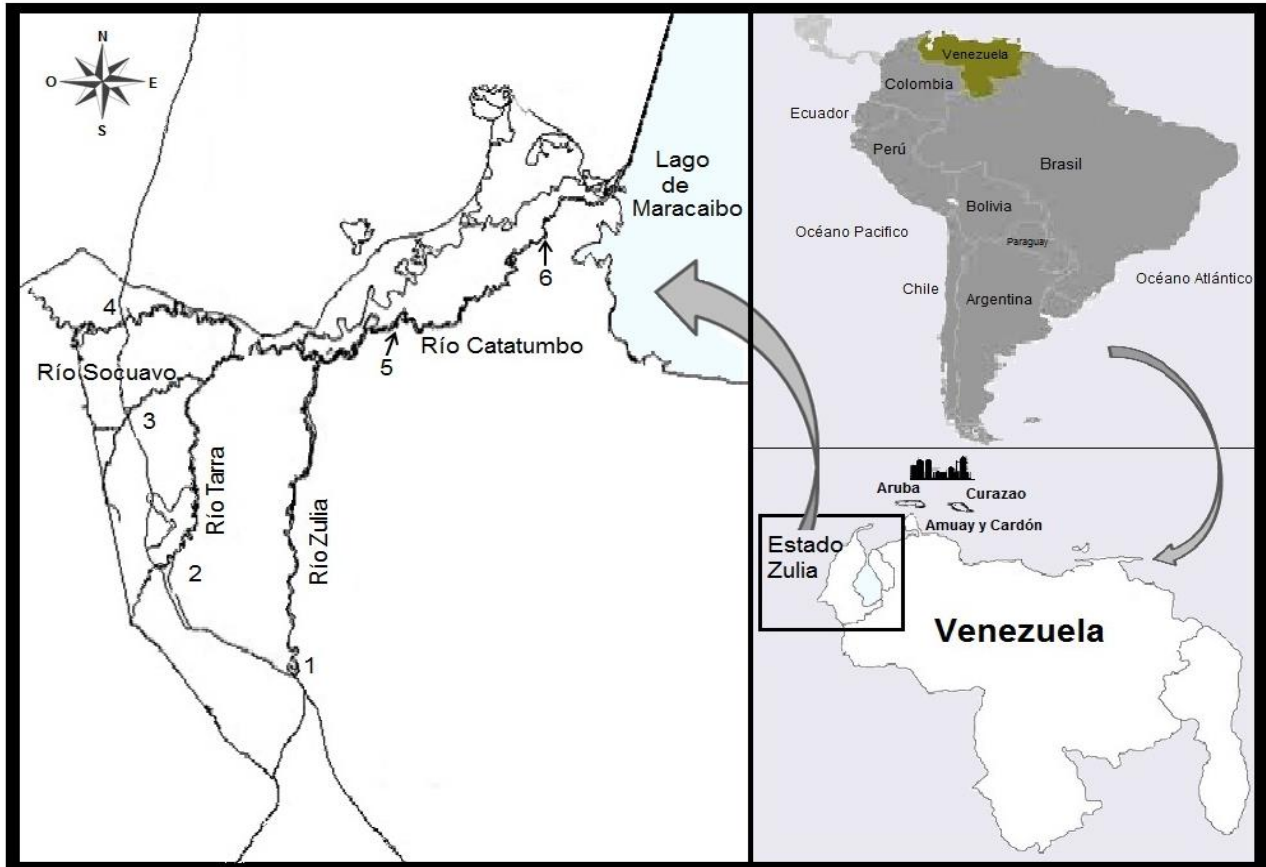 N
O
E
S
Lago
de
Maracaibo
6
4
5
Río Catatumbo
Río Socuavo
3
Río Tarra
Río Zulia
2
1
Venezuela
Colombia
Ecuador
Perú
Brasil
Bolivia
Océano Pacifico
Paraguay
Chile
Océano Atlántico
Argentina
Aruba
Curazao
Amuay y Cardón
Estado
Zulia
Venezuela